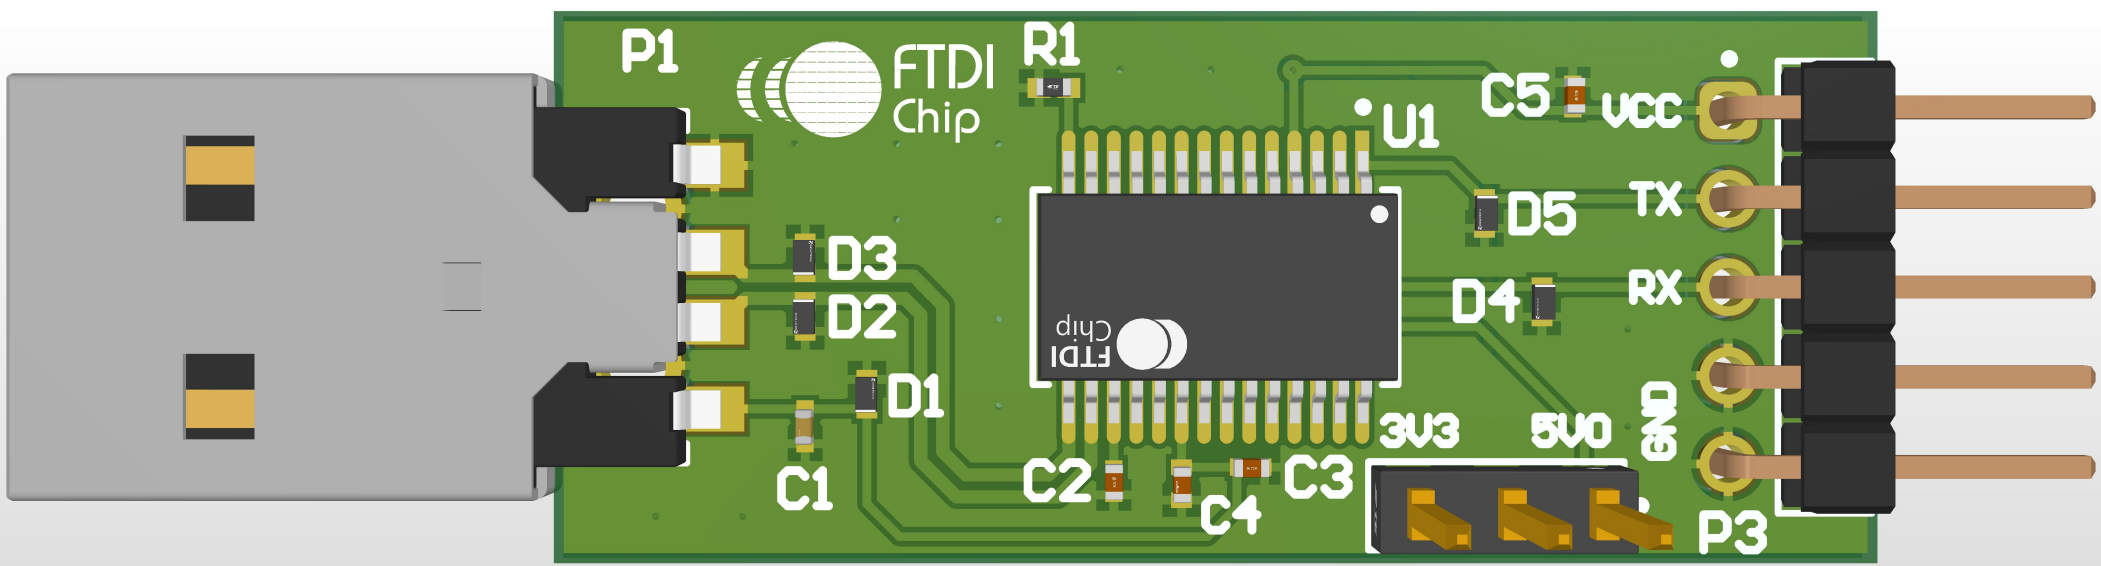 P1
FTDI
Chip
R1
C5
VCC
U1
TX
D5
D3
RX
D4
D2
FTDI
Chip
D1
3V3
5V0
GND
C1
C2
C3
C4
P3